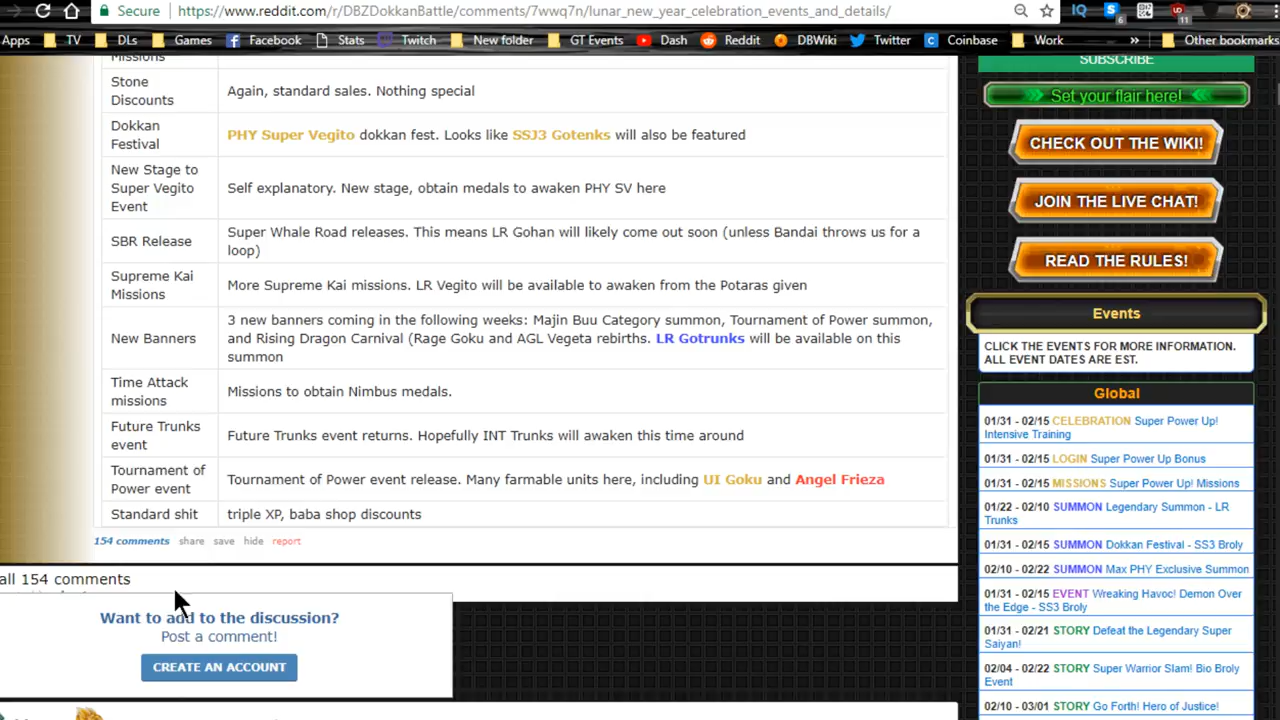 Secure
https://www.reddit.com/r/DBZDokkanBattle/comments/7wwq7n/lunar_new_year_celebration_events_and_details/
6
11
Apps TV DLs Games Facebook Stats Twitch New folder GT Events Dash Reddit DBWiki Twitter Coinbase Work » Other bookmarks
Missions
Stone
Discounts
Again, standard sales. Nothing special
Dokkan
Festival
PHY Super Vegito dokkan fest. Looks like SSJ3 Gotenks will also be featured
New Stage to
Super Vegito
Event
Self explanatory. New stage, obtain medals to awaken PHY SV here
SBR Release
Super Whale Road releases. This means LR Gohan will likely come out soon (unless Bandai throws us for a
loop)
Supreme Kai
Missions
More Supreme Kai missions. LR Vegito will be available to awaken from the Potaras given
New Banners
3 new banners coming in the following weeks: Majin Buu Category summon, Tournament of Power summon,
and Rising Dragon Carnival (Rage Goku and AGL Vegeta rebirths. LR Gotrunks will be available on this
summon
Time Attack
missions
Missions to obtain Nimbus medals.
Future Trunks
event
Future Trunks event returns. Hopefully INT Trunks will awaken this time around
Tournament of
Power event
Tournament of Power event release. Many farmable units here, including UI Goku and Angel Frieza
Standard shit
triple XP, baba shop discounts
154 comments share save hide report
all 154 comments
Want to add to the discussion?
Post a comment!
CREATE AN ACCOUNT
SUBSCRIBE
Set your flair here!
CHECK OUT THE WIKI!
JOIN THE LIVE CHAT!
READ THE RULES!
Events
CLICK THE EVENTS FOR MORE INFORMATION.
ALL EVENT DATES ARE EST.
Global
01/31 - 02/15 CELEBRATION Super Power Up!
Intensive Training
01/31 - 02/15 LOGIN Super Power Up Bonus
01/31 - 02/15 MISSIONS Super Power Up! Missions
01/22 - 02/10 SUMMON Legendary Summon - LR
Trunks
01/31 - 02/15 SUMMON Dokkan Festival - SS3 Broly
02/10 - 02/22 SUMMON Max PHY Exclusive Summon
01/31 - 02/15 EVENT Wreaking Havoc! Demon Over
the Edge - SS3 Broly
01/31 - 02/21 STORY Defeat the Legendary Super
Saiyan!
02/04 - 02/22 STORY Super Warrior Slam! Bio Broly
Event
02/10 - 03/01 STORY Go Forth! Hero of Justice!